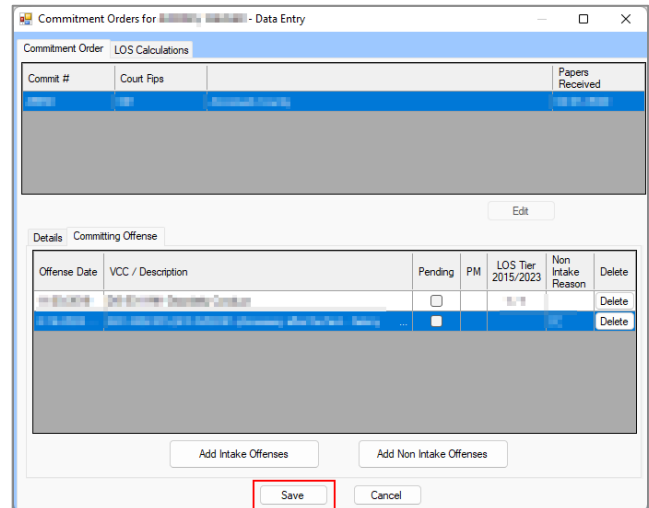 Commitment Orders for - Data Entry
Commitment Order LOS Calculations
Commit # Court Fips Papers Received
Edit
Details Committing Offense
Offense Date VCC / Description Pending PM LOS Tier 2015/2023 Non Intake Reason Delete
Delete
... Delete
Add Intake Offenses Add Non Intake Offenses
Save Cancel